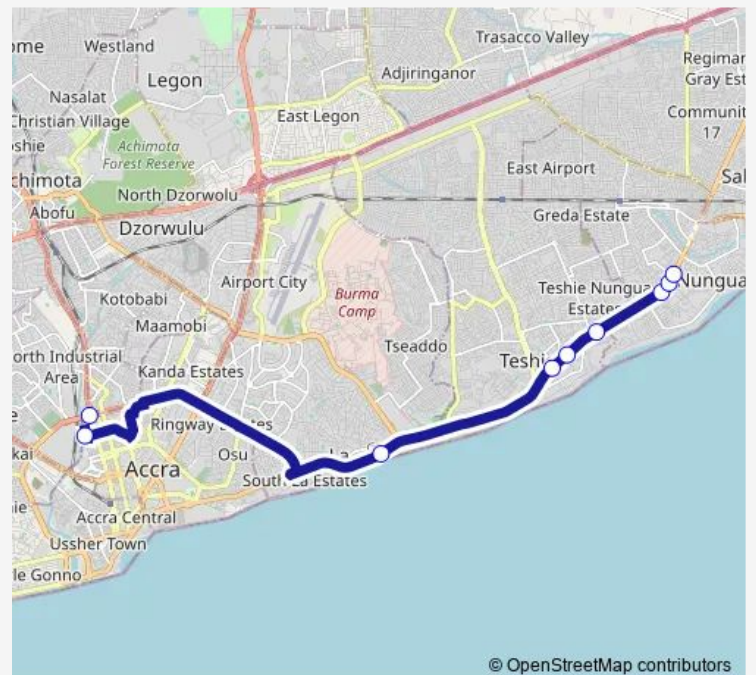 ome
Westland
Trasacco Valley
Legon
Adjiringanor
Regimar
Gray Est
Nasalat
East Legon
Communit
17
Christian Village
oshie
Achimota
Forest Reserve
chimota
East Airport
Sal
Abofu
North Dzorwolu
Greda Estate
Dzorwulu
Airport City
Burma
Camp
Teshie Nungua
Estates
Nungua
Kotobabi
Maamobi
Tseaddo
orth Industrial
Area
Kanda Estates
Teshi
e
Ringway Estates
kai
Osu
La
Accra
South La Estates
nie
Accra Central
Ussher Town
le Gonno
© OpenStreetMap contributors